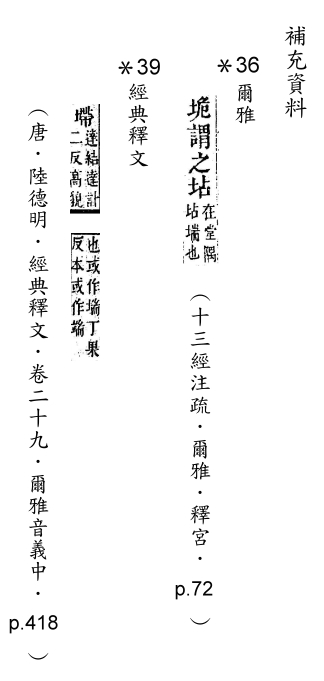 補充資料
*36 爾雅
垝謂之坫
在堂隅
坫㙐也
(十三經注疏.爾雅.釋宮.p.72)
*39 經典釋文
墆
達結達計
二反高貌
也或作㙐丁果
反本或作端
(唐.陸德明.經典釋文.卷二十九.爾雅音義中.p.418)